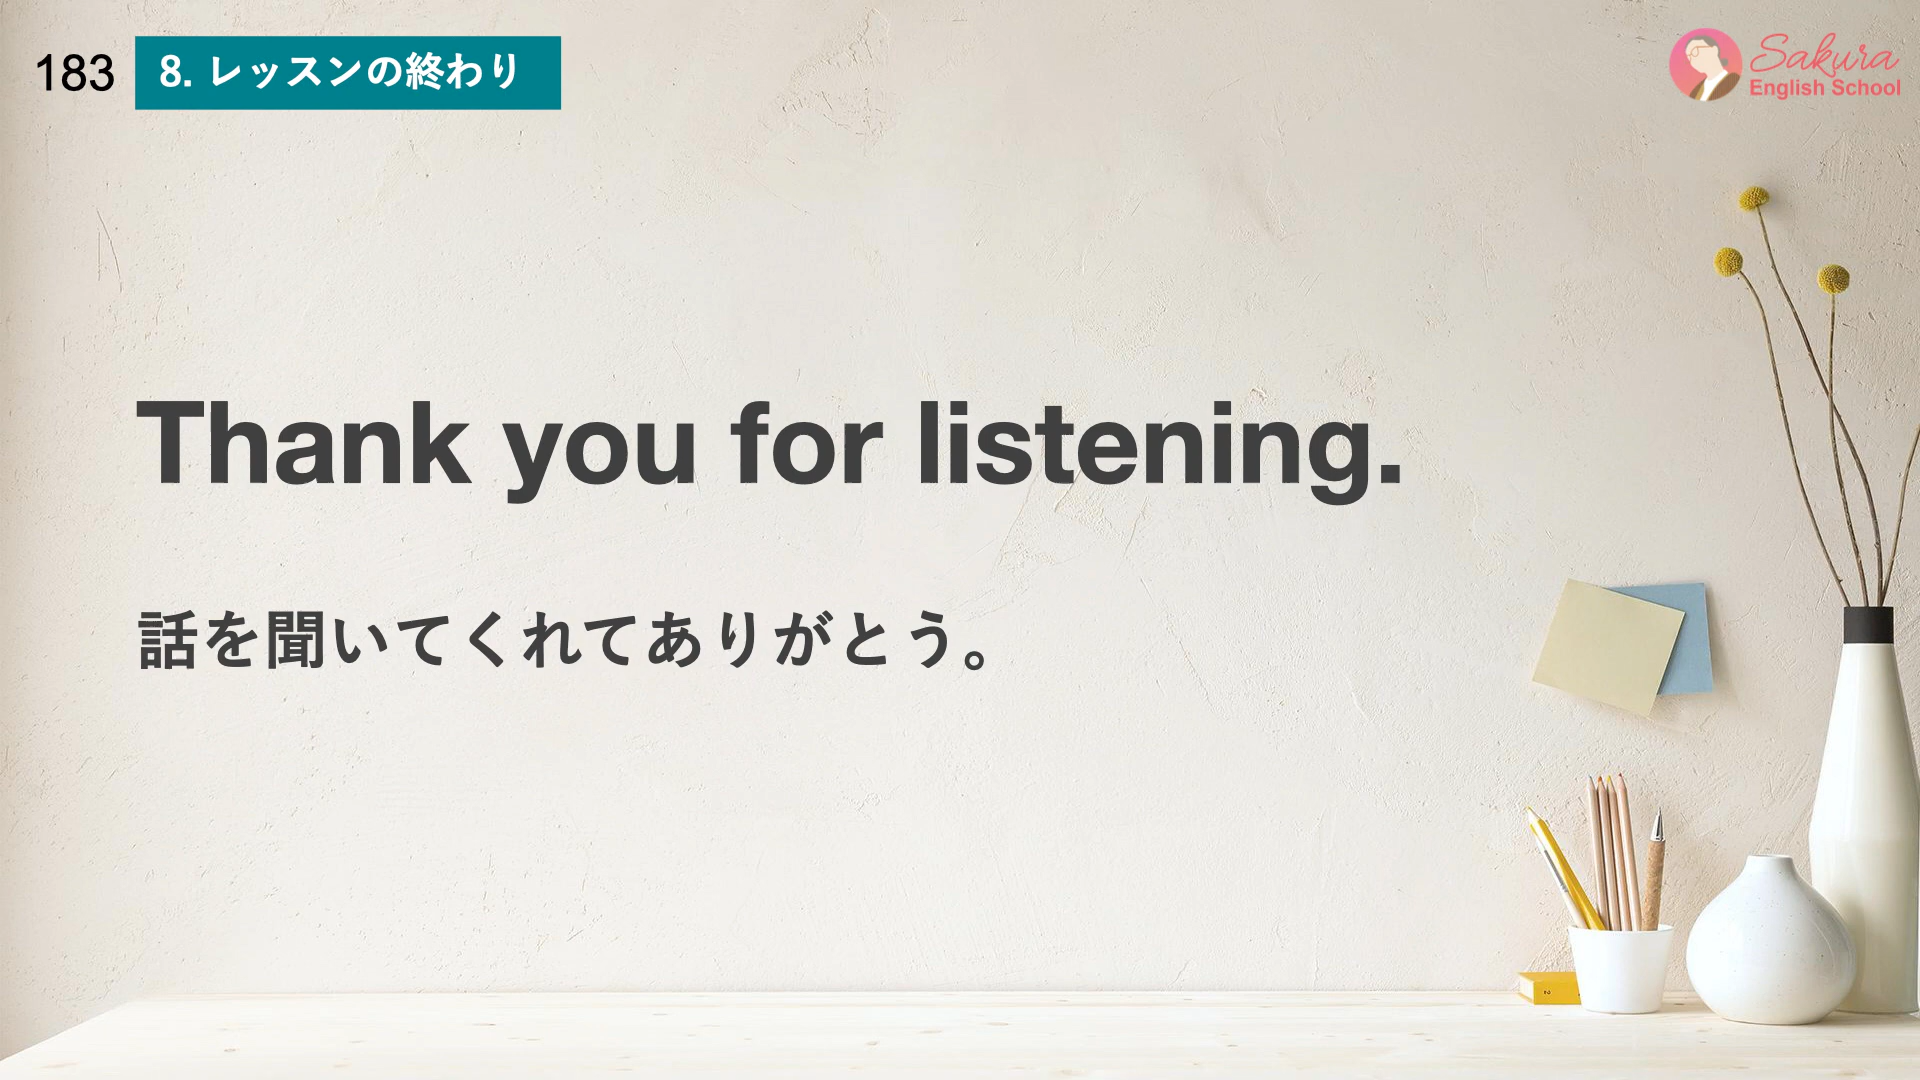 183
8. レッスンの終わり
Sakura
English School
Thank you for listening.
話を聞いてくれてありがとう。